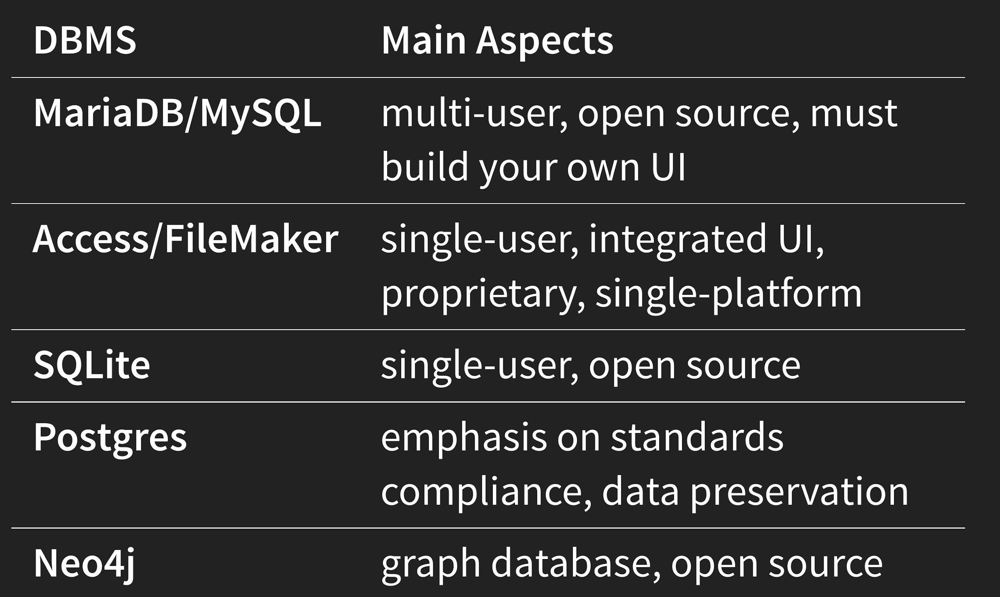 DBMS Main Aspects
MariaDB/MySQL multi-user, open source, must
build your own UI
Access/FileMaker single-user, integrated UI,
proprietary, single-platform
SQLite single-user, open source
Postgres emphasis on standards
compliance, data preservation
Neo4j graph database, open source